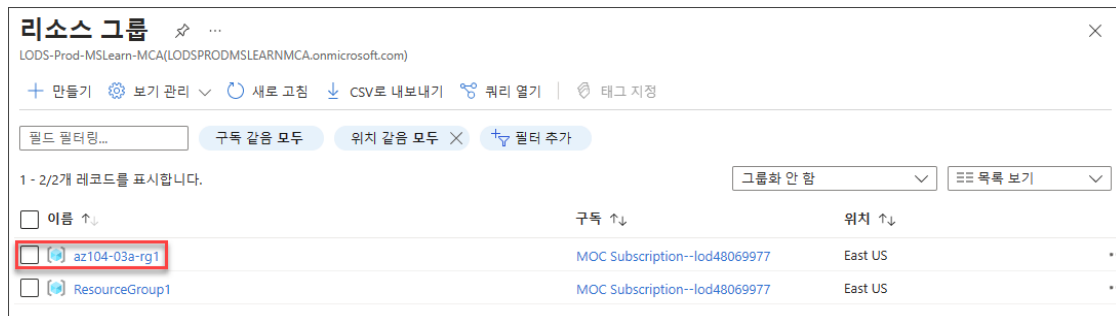 리소스 그룹
LODS-Prod-MSLearn-MCA(LODSPRODMSLEARNMCA.onmicrosoft.com)
만들기 보기 관리 새로 고침 CSV로 내보내기 쿼리 열기 태그 지정
필드 필터링... 구독 같음 모두 위치 같음 모두 필터 추가
1 - 2/2개 레코드를 표시합니다. 그룹화 안 함 목록 보기
이름 구독 위치
az104-03a-rg1 MOC Subscription--lod48069977 East US
ResourceGroup1 MOC Subscription--lod48069977 East US